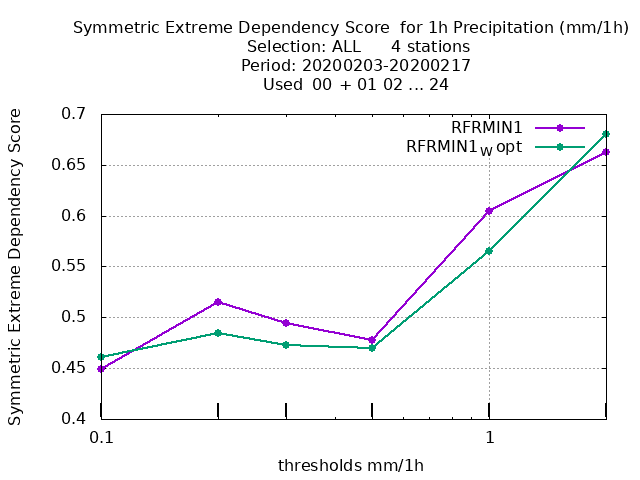 Symmetric Extreme Dependency Score  for 1h Precipitation (mm/1h)
Selection: ALL      4 stations
Period: 20200203-20200217
Used  00 + 01 02 ... 24
0.7
RFRMIN1
RFRMIN1W opt
0.65
0.6
0.55
0.5
0.45
0.4
Symmetric Extreme Dependency Score
0.1
1
thresholds mm/1h